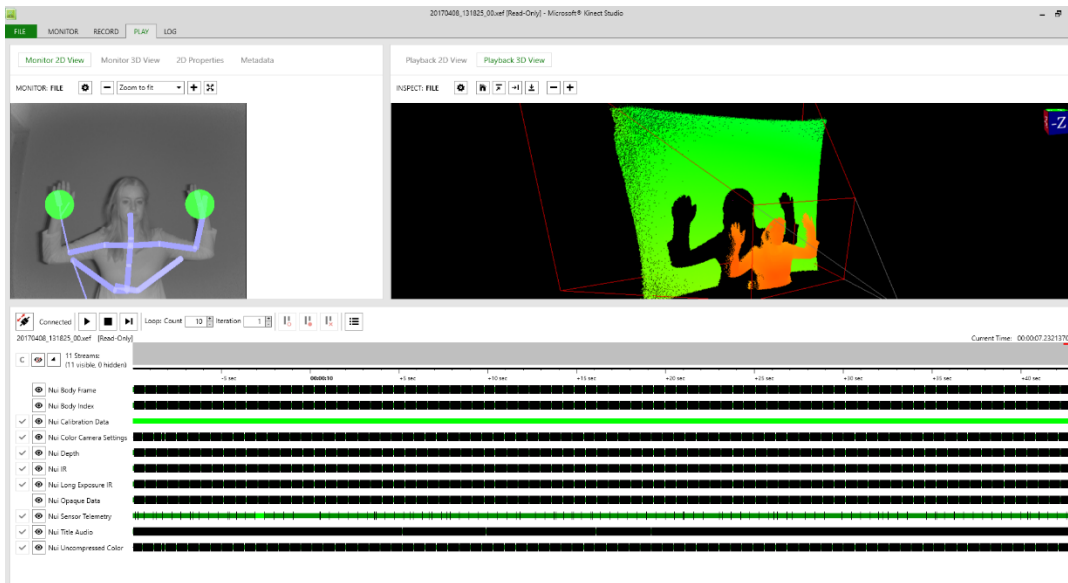 20170408_131825_00.xef [Read-Only] - Microsoft® Kinect Studio
FILE MONITOR RECORD PLAY LOG
Monitor 2D View Monitor 3D View 2D Properties Metadata
Playback 2D View Playback 3D View
MONITOR: FILE Zoom to fit
INSPECT: FILE
-Z
Connected Loop: Count 10 Iteration 1
20170408_131825_00.xef [Read-Only]
Current Time: 00:00:07.2321370
C 11 Streams:
(11 visible, 0 hidden)
-5 sec 00:00:10 +5 sec +10 sec +15 sec +20 sec +25 sec +30 sec +35 sec +40 sec
Nui Body Frame
Nui Body Index
Nui Calibration Data
Nui Color Camera Settings
Nui Depth
Nui IR
Nui Long Exposure IR
Nui Opaque Data
Nui Sensor Telemetry
Nui Title Audio
Nui Uncompressed Color